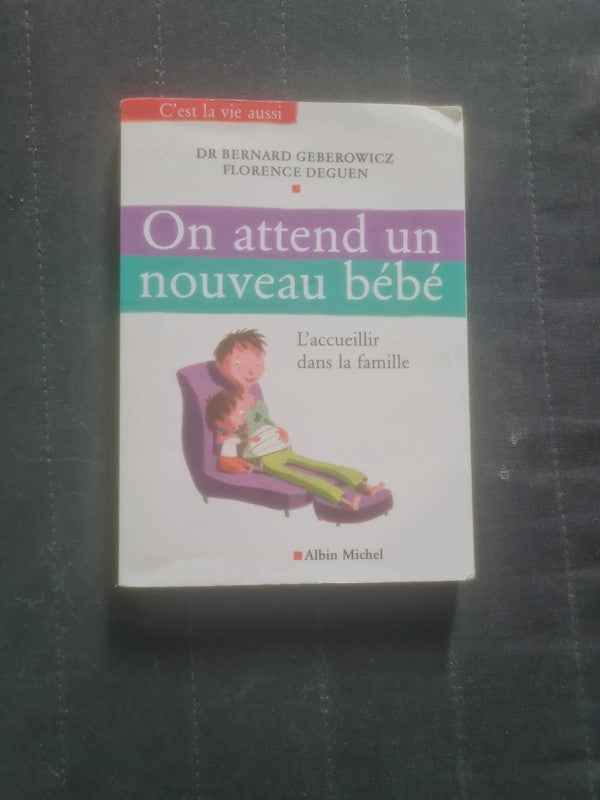 C'est la vie aussi
DR BERNARD GEBEROWICZ
FLORENCE DEGUEN
On attend un
nouveau bébé
L'accueillir
dans la famille
Albin Michel